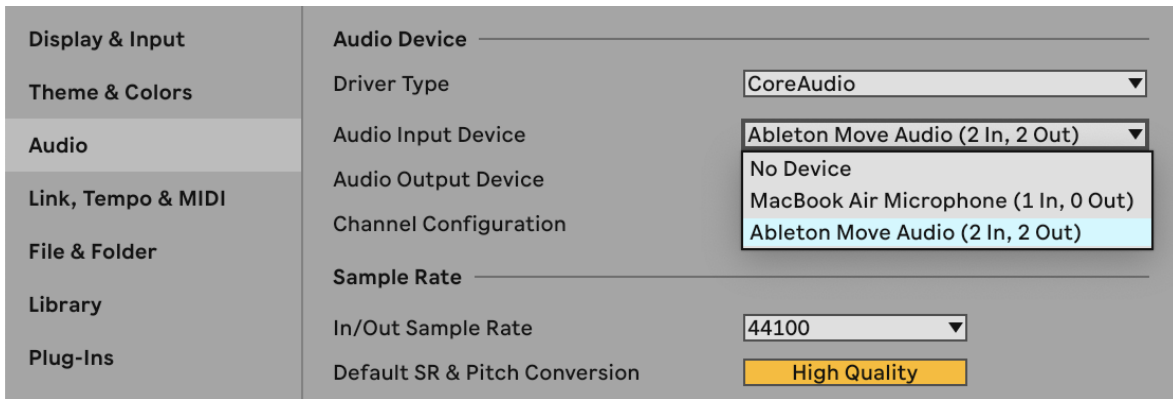 Display & Input
Theme & Colors
Audio
Link, Tempo & MIDI
File & Folder
Library
Plug-Ins
Audio Device
Driver Type CoreAudio
Audio Input Device Ableton Move Audio (2 In, 2 Out)
No Device
MacBook Air Microphone (1 In, 0 Out)
Ableton Move Audio (2 In, 2 Out)
Audio Output Device
Channel Configuration
Sample Rate
In/Out Sample Rate 44100
Default SR & Pitch Conversion High Quality